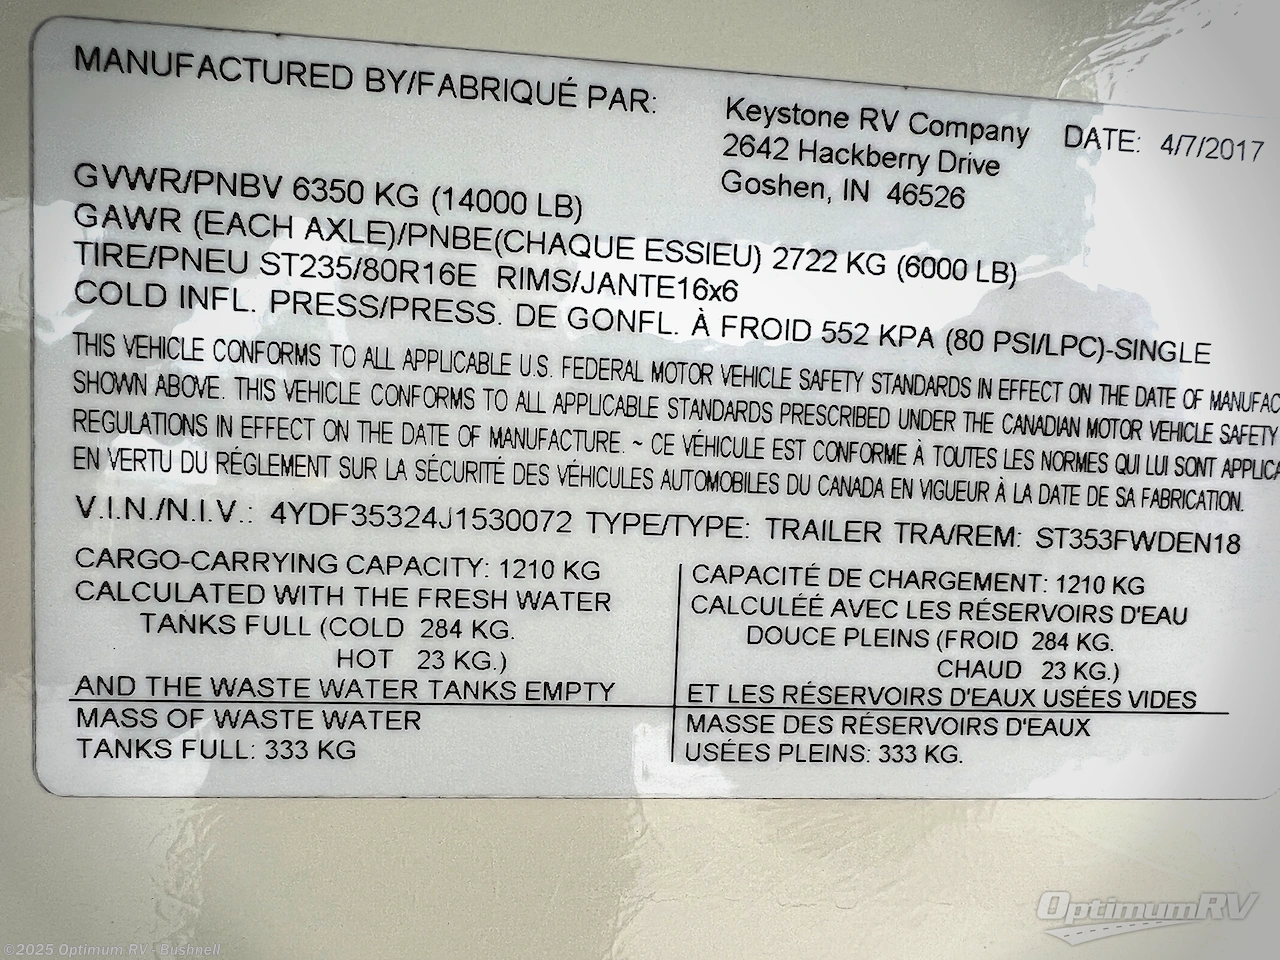 MANUFACTURED BY/FABRIQUÉ PAR:
Keystone RV Company
2642 Hackberry Drive
Goshen, IN 46526
DATE: 4/7/2017
GVWR/PNBV 6350 KG (14000 LB)
GAWR (EACH AXLE)/PNBE(CHAQUE ESSIEU) 2722 KG (6000 LB)
TIRE/PNEU ST235/80R16E RIMS/JANTE16x6
COLD INFL. PRESS/PRESS. DE GONFL. À FROID 552 KPA (80 PSI/LPC)-SINGLE
THIS VEHICLE CONFORMS TO ALL APPLICABLE U.S. FEDERAL MOTOR VEHICLE SAFETY STANDARDS IN EFFECT ON THE DATE OF MANUFAC
SHOWN ABOVE. THIS VEHICLE CONFORMS TO ALL APPLICABLE STANDARDS PRESCRIBED UNDER THE CANADIAN MOTOR VEHICLE SAFETY
REGULATIONS IN EFFECT ON THE DATE OF MANUFACTURE. ~ CE VÉHICULE EST CONFORME À TOUTES LES NORMES QUI LUI SONT APPLICA
EN VERTU DU RÉGLEMENT SUR LA SÉCURITÉ DES VÉHICULES AUTOMOBILES DU CANADA EN VIGUEUR À LA DATE DE SA FABRICATION.
V.I.N./N.I.V.: 4YDF35324J1530072 TYPE/TYPE: TRAILER TRA/REM: ST353FWDEN18
CARGO-CARRYING CAPACITY: 1210 KG
CALCULATED WITH THE FRESH WATER
TANKS FULL (COLD 284 KG.
HOT 23 KG.)
AND THE WASTE WATER TANKS EMPTY
MASS OF WASTE WATER
TANKS FULL: 333 KG
CAPACITÉ DE CHARGEMENT: 1210 KG
CALCULÉÉ AVEC LES RÉSERVOIRS D'EAU
DOUCE PLEINS (FROID 284 KG.
CHAUD 23 KG.)
ET LES RÉSERVOIRS D'EAUX USÉES VIDES
MASSE DES RÉSERVOIRS D'EAUX
USÉES PLEINS: 333 KG.
OptimumRV
©2025 Optimum RV - Bushnell